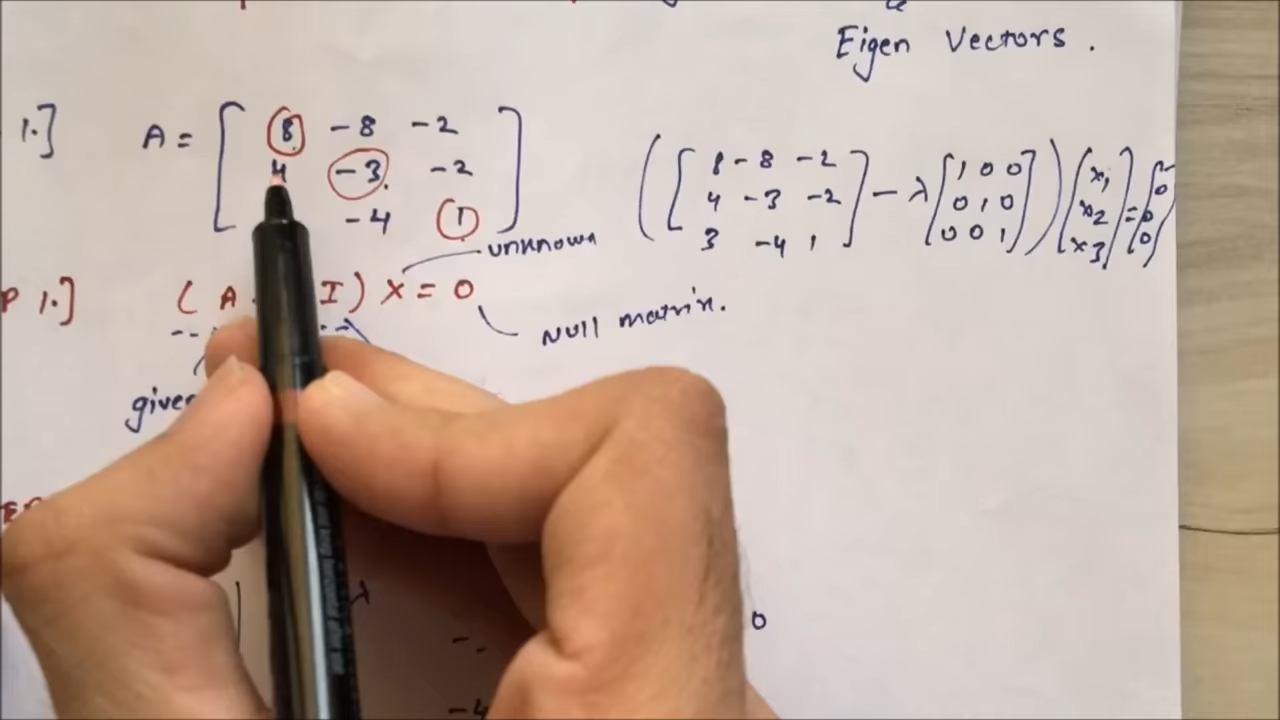 Eigen Vectors.
1.] A = [ 8 -8 -2
4 -3 -2
-4 1 ]
( [ 8 -8 -2
4 -3 -2
3 -4 1 ] - λ [ 1 0 0
0 1 0
0 0 1 ] ) [ x1
x2
x3 ] = [ 0
0
0 ]
unknown
1.] ( A I ) X = 0
Null matrix.
0
-4